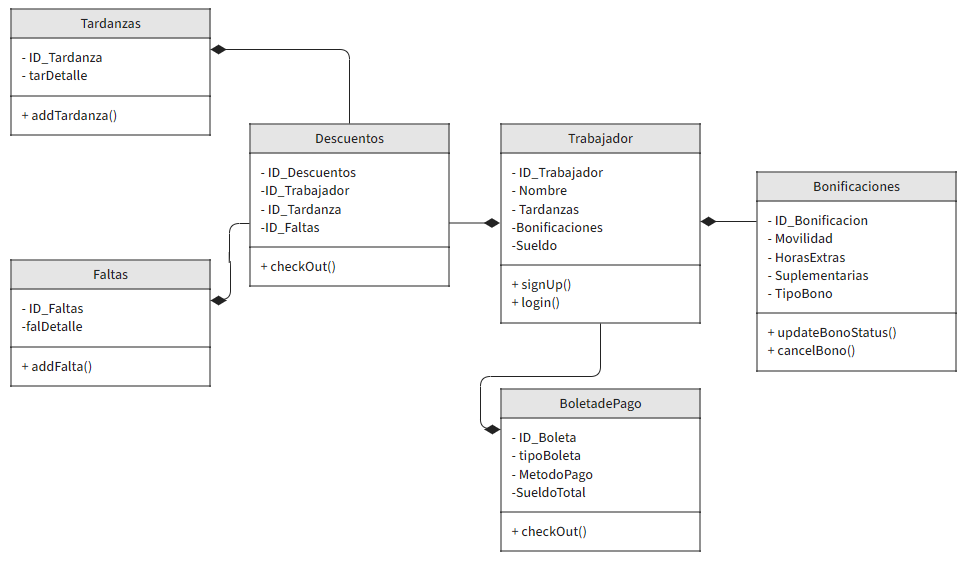 Tardanzas
- ID_Tardanza
- tarDetalle
+ addTardanza()
Descuentos
- ID_Descuentos
-ID_Trabajador
- ID_Tardanza
-ID_Faltas
+ checkOut()
Trabajador
- ID_Trabajador
- Nombre
- Tardanzas
-Bonificaciones
-Sueldo
+ signUp()
+ login()
Bonificaciones
- ID_Bonificacion
- Movilidad
- HorasExtras
- Suplementarias
- TipoBono
+ updateBonoStatus()
+ cancelBono()
Faltas
- ID_Faltas
-falDetalle
+ addFalta()
BoletadePago
- ID_Boleta
- tipoBoleta
- MetodoPago
-SueldoTotal
+ checkOut()